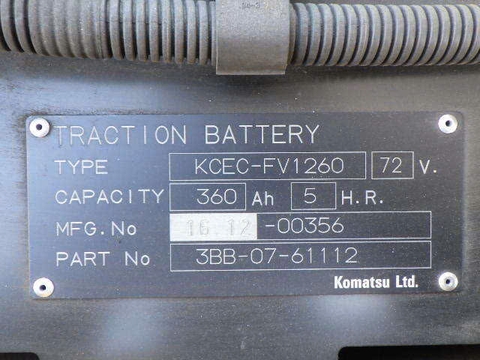 TRACTION BATTERY
TYPE KCEC-FV1260 72 V.
CAPACITY 360 Ah 5 H.R.
MFG.No 16.12 -00356
PART No 3BB-07-61112
Komatsu Ltd.